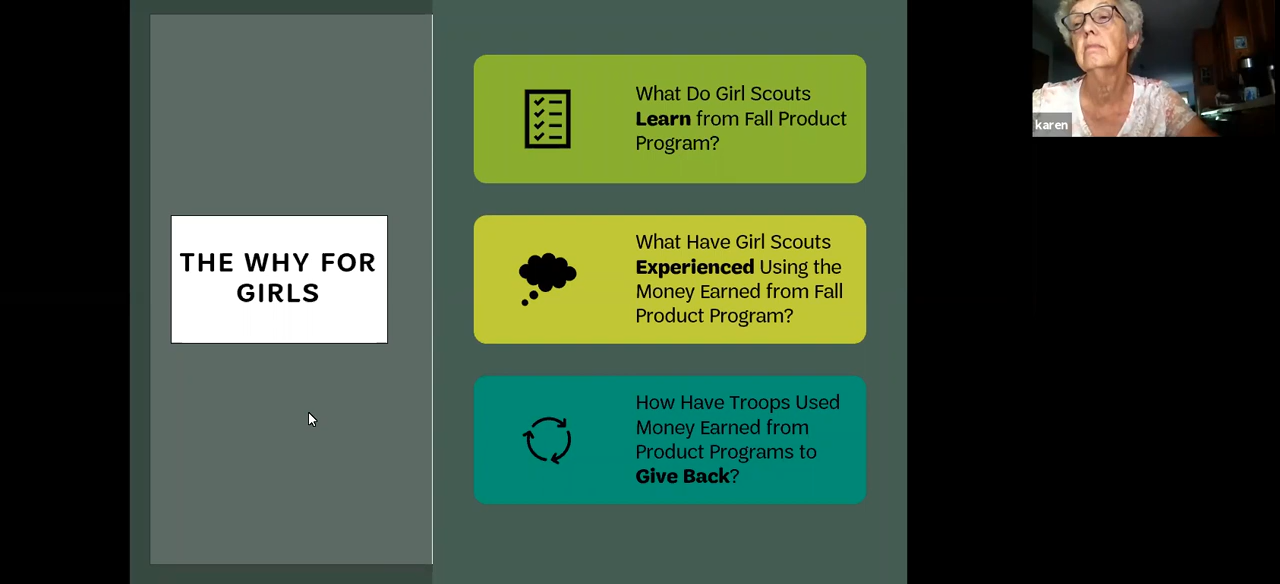 THE WHY FOR
GIRLS
What Do Girl Scouts
Learn from Fall Product
Program?
What Have Girl Scouts
Experienced Using the
Money Earned from Fall
Product Program?
How Have Troops Used
Money Earned from
Product Programs to
Give Back?
karen